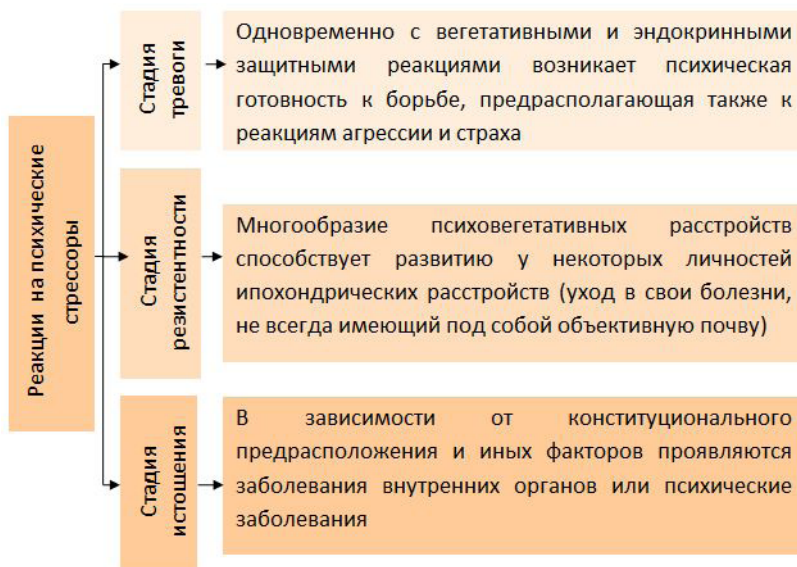 Реакции на психические
стрессоры
Стадия
тревоги
Одновременно с вегетативными и эндокринными
защитными реакциями возникает психическая
готовность к борьбе, предрасполагающая также к
реакциям агрессии и страха
Стадия
резистентности
Многообразие психовегетативных расстройств
способствует развитию у некоторых личностей
ипохондрических расстройств (уход в свои болезни,
не всегда имеющий под собой объективную почву)
Стадия
истошения
В зависимости от конституционального
предрасположения и иных факторов проявляются
заболевания внутренних органов или психические
заболевания